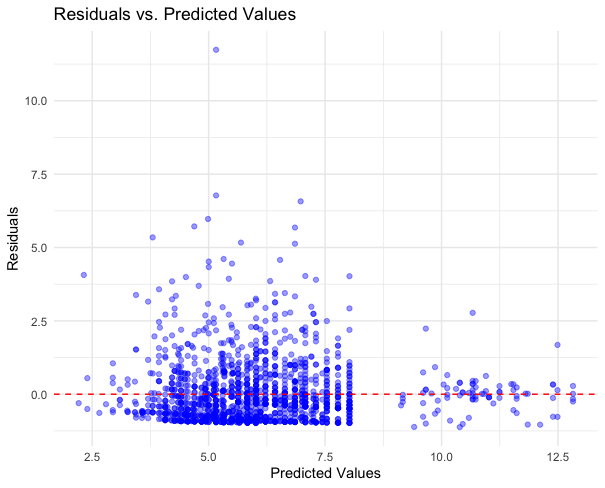 Residuals vs. Predicted Values
10.0
7.5
5.0
2.5
0.0
Residuals
2.5 5.0 7.5 10.0 12.5
Predicted Values